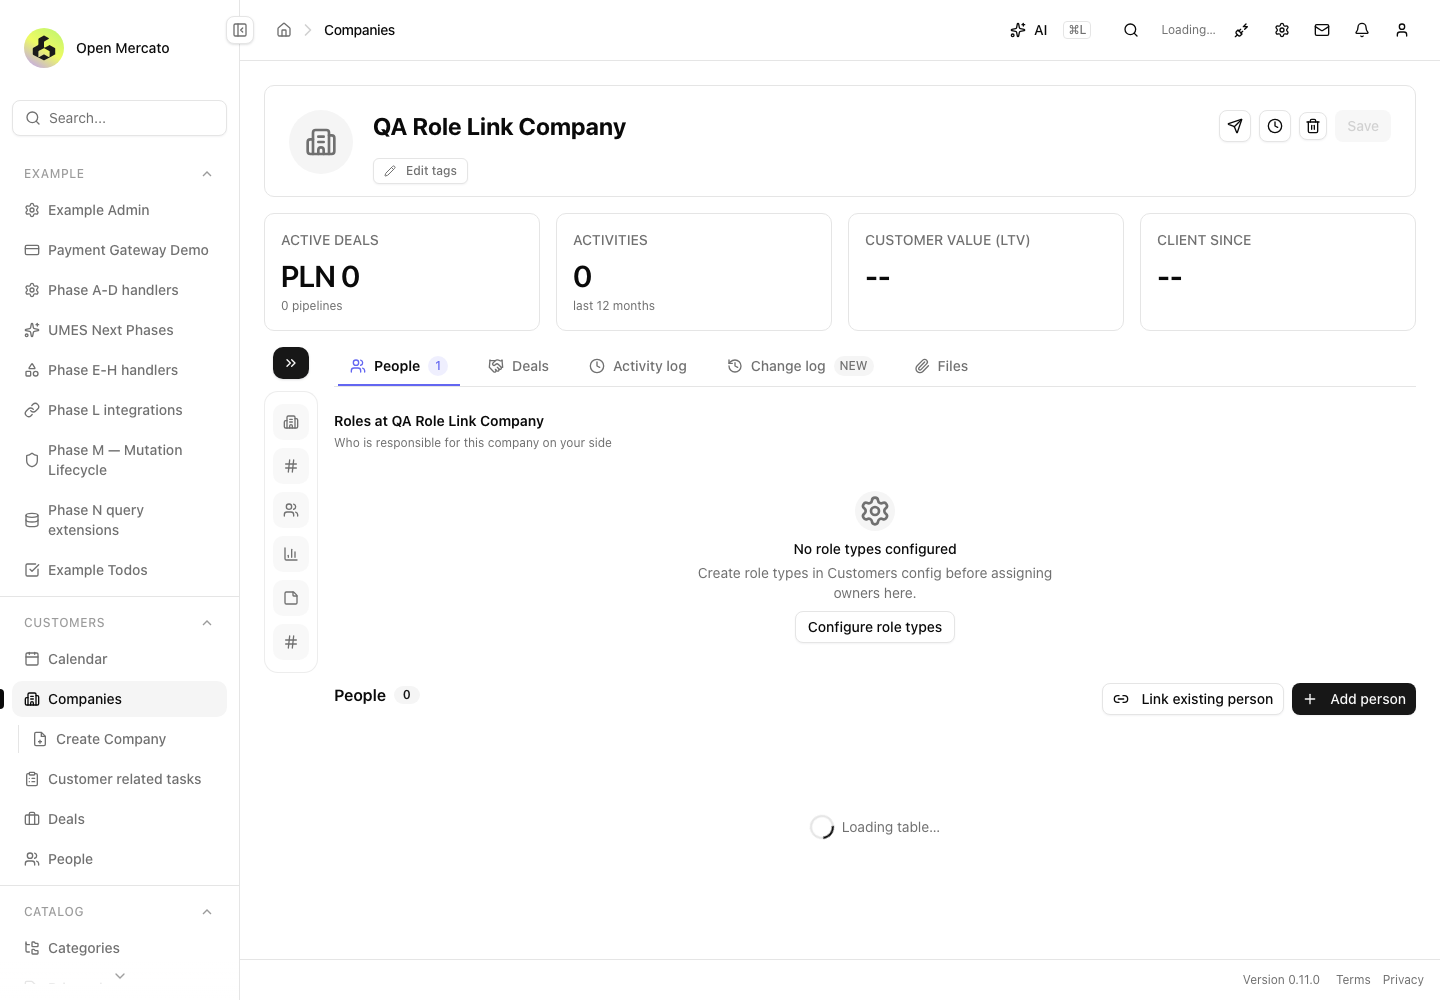 Open Mercato
Search...
EXAMPLE
Example Admin
Payment Gateway Demo
Phase A-D handlers
UMES Next Phases
Phase E-H handlers
Phase L integrations
Phase M — Mutation
Lifecycle
Phase N query
extensions
Example Todos
CUSTOMERS
Calendar
Companies
Create Company
Customer related tasks
Deals
People
CATALOG
Categories
Companies
AI ⌘L
Loading...
QA Role Link Company
Edit tags
Save
ACTIVE DEALS
PLN 0
0 pipelines
ACTIVITIES
0
last 12 months
CUSTOMER VALUE (LTV)
--
CLIENT SINCE
--
People 1
Deals
Activity log
Change log NEW
Files
Roles at QA Role Link Company
Who is responsible for this company on your side
No role types configured
Create role types in Customers config before assigning
owners here.
Configure role types
People 0
Link existing person
Add person
Loading table...
Version 0.11.0
Terms
Privacy